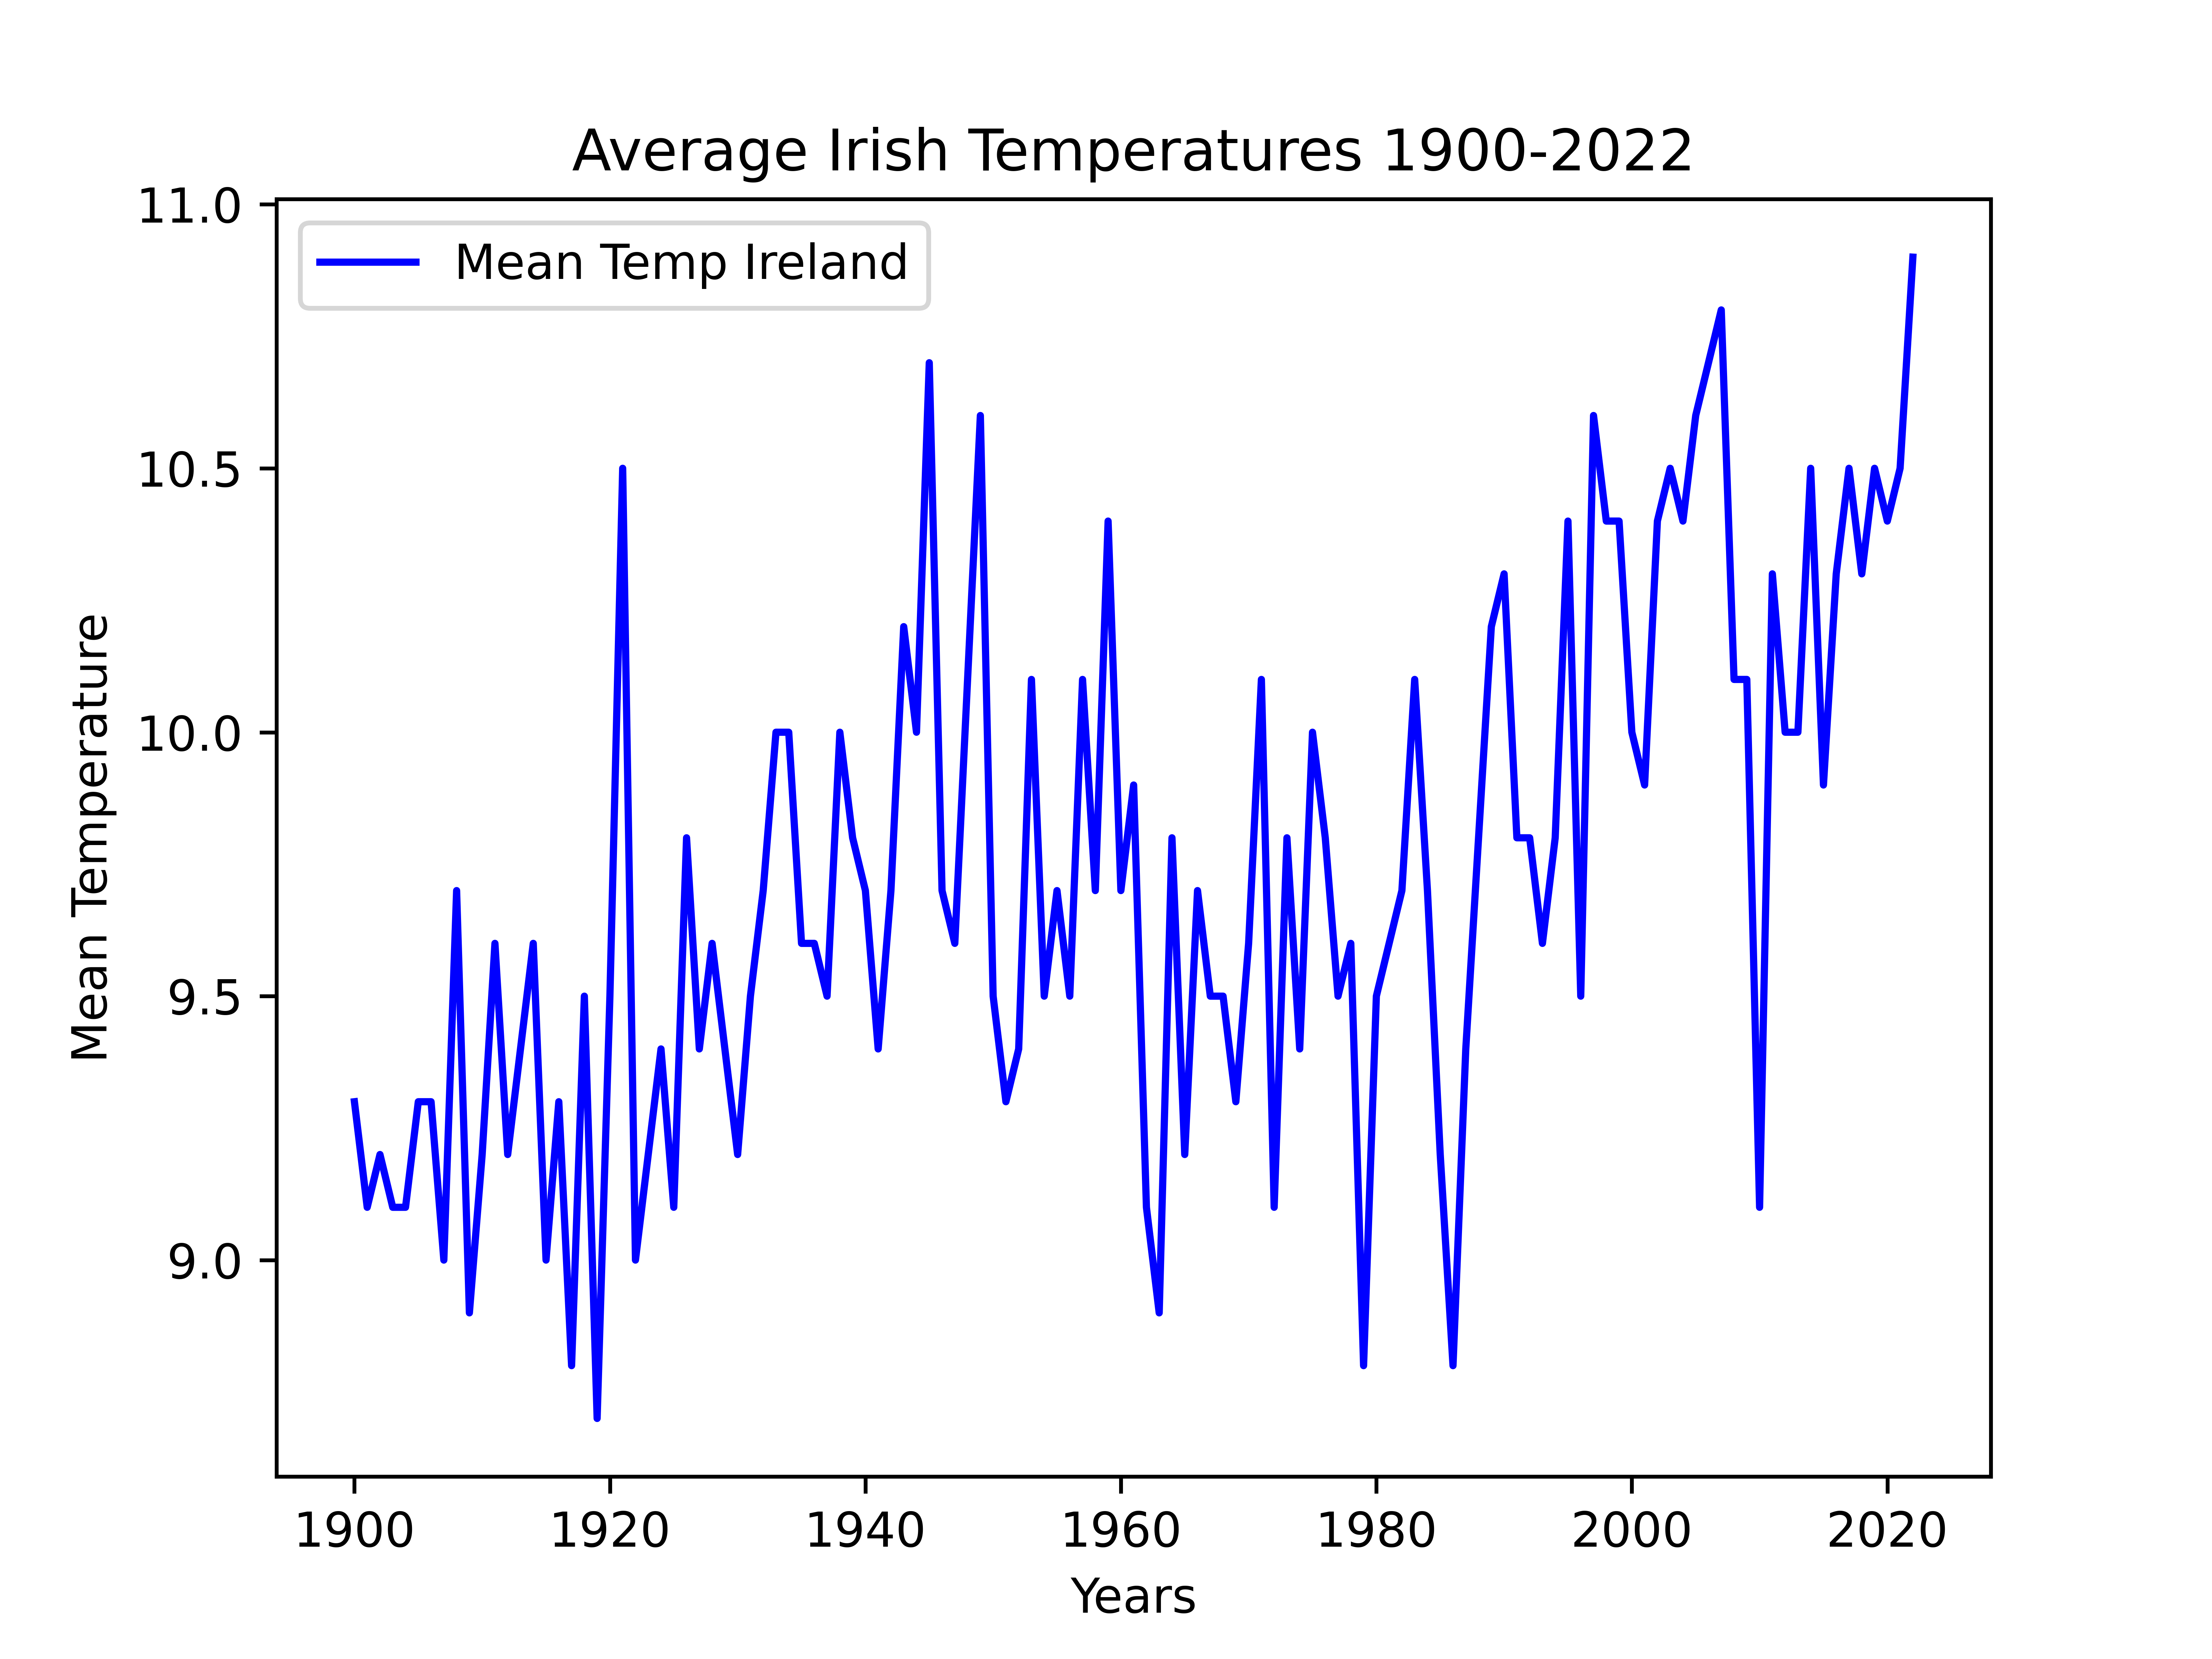 Average Irish Temperatures 1900-2022
11.0
Mean Temp Ireland
10.5
10.0
9.5
9.0
Mean Temperature
1900 1920 1940 1960 1980 2000 2020
Years